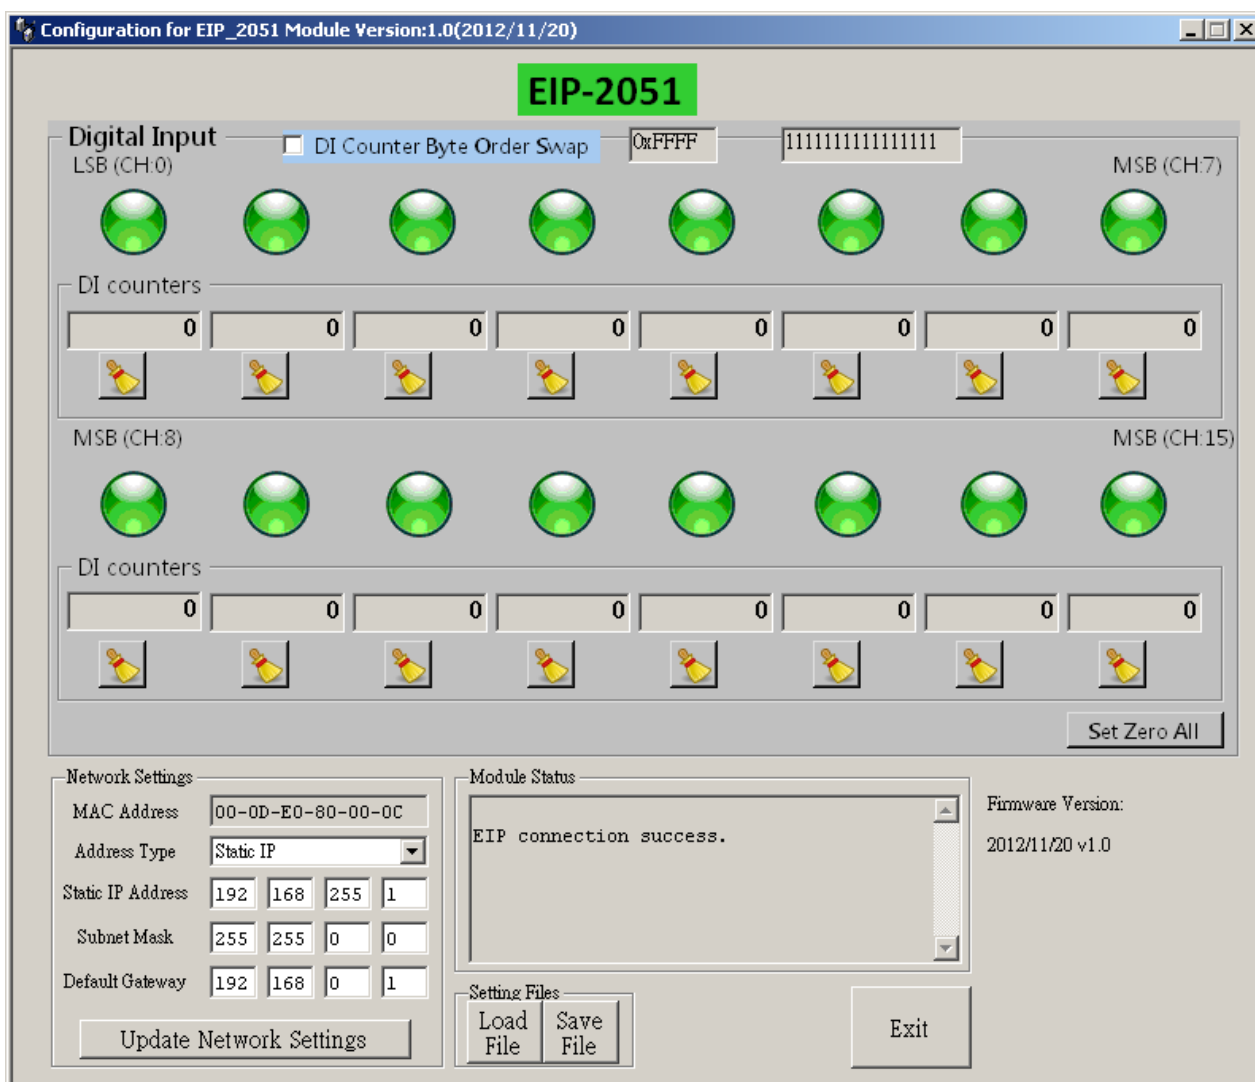 Configuration for EIP_2051 Module Version:1.0(2012/11/20)
EIP-2051
Digital Input DI Counter Byte Order Swap 0xFFFF 1111111111111111
LSB (CH:0) MSB (CH:7)
DI counters
0 0 0 0 0 0 0 0
MSB (CH:8) MSB (CH:15)
DI counters
0 0 0 0 0 0 0 0
Set Zero All
Network Settings
MAC Address 00-0D-E0-80-00-0C
Address Type Static IP
Static IP Address 192 168 255 1
Subnet Mask 255 255 0 0
Default Gateway 192 168 0 1
Update Network Settings
Module Status
EIP connection success.
Firmware Version:
2012/11/20 v1.0
Setting Files
Load File
Save File
Exit